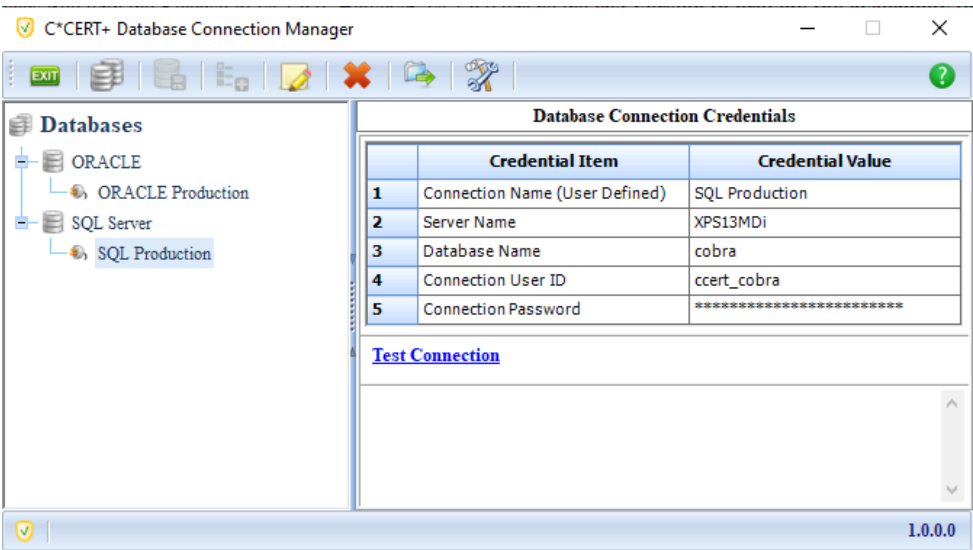 C*CERT+ Database Connection Manager
EXIT
Databases
ORACLE
ORACLE Production
SQL Server
SQL Production
Database Connection Credentials
Credential Item Credential Value
1 Connection Name (User Defined) SQL Production
2 Server Name XPS13MDi
3 Database Name cobra
4 Connection User ID ccert_cobra
5 Connection Password ************************
Test Connection
1.0.0.0